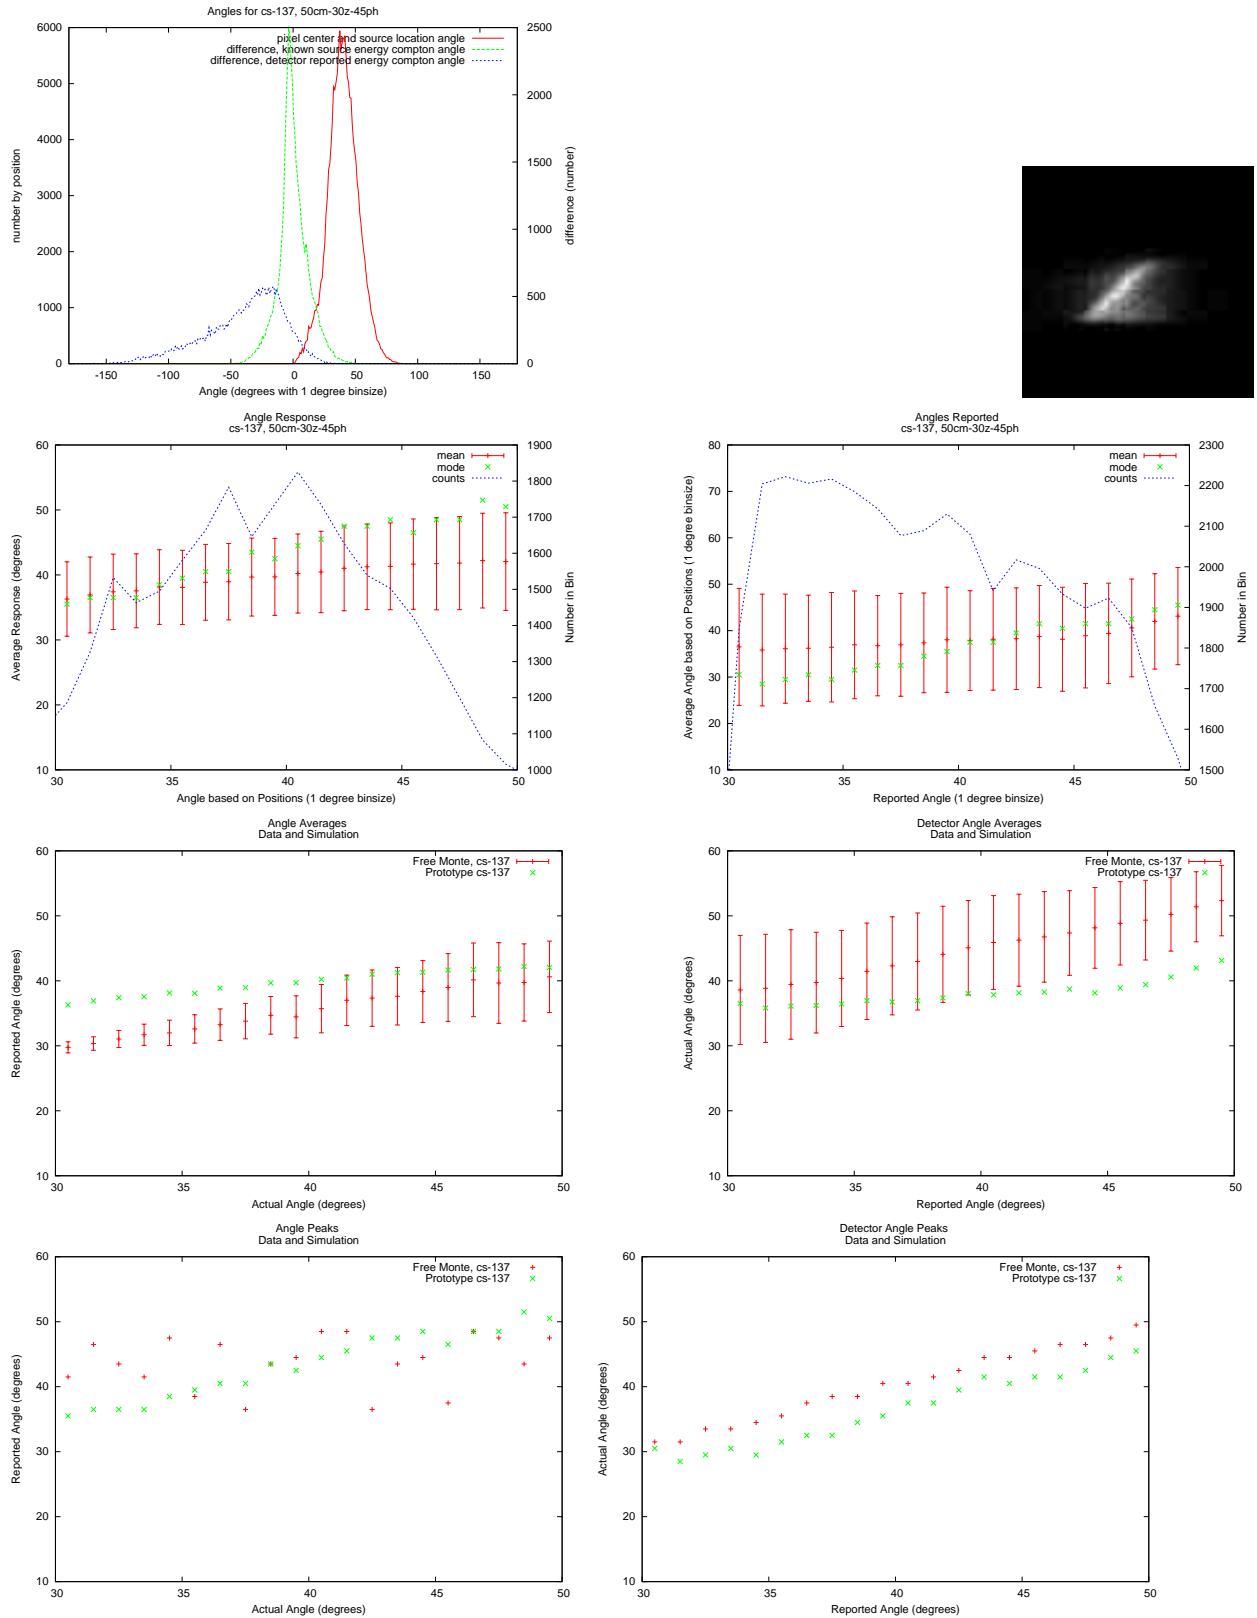 Angles for cs-137, 50cm-30z-45ph
pixel center and source location angle
difference, known source energy compton angle
difference, detector reported energy compton angle
6000
5000
4000
3000
2000
1000
0
2500
2000
1500
1000
500
0
number by position
difference (number)
-150 -100 -50 0 50 100 150
Angle (degrees with 1 degree binsize)
Angle Response
cs-137, 50cm-30z-45ph
mean
mode
counts
60
50
40
30
20
10
1900
1800
1700
1600
1500
1400
1300
1200
1100
1000
Average Response (degrees)
Number in Bin
30 35 40 45 50
Angle based on Positions (1 degree binsize)
Angles Reported
cs-137, 50cm-30z-45ph
mean
mode
counts
80
70
60
50
40
30
20
10
2300
2200
2100
2000
1900
1800
1700
1600
1500
Average Angle based on Positions (1 degree binsize)
Number in Bin
30 35 40 45 50
Reported Angle (1 degree binsize)
Angle Averages
Data and Simulation
Free Monte, cs-137
Prototype cs-137
60
50
40
30
20
10
Reported Angle (degrees)
30 35 40 45 50
Actual Angle (degrees)
Detector Angle Averages
Data and Simulation
Free Monte, cs-137
Prototype cs-137
60
50
40
30
20
10
Actual Angle (degrees)
30 35 40 45 50
Reported Angle (degrees)
Angle Peaks
Data and Simulation
Free Monte, cs-137
Prototype cs-137
60
50
40
30
20
10
Reported Angle (degrees)
30 35 40 45 50
Actual Angle (degrees)
Detector Angle Peaks
Data and Simulation
Free Monte, cs-137
Prototype cs-137
60
50
40
30
20
10
Actual Angle (degrees)
30 35 40 45 50
Reported Angle (degrees)